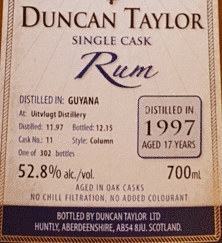 DUNCAN TAYLOR
SINGLE CASK
Rum
DISTILLED IN: GUYANA
At: Uitvlugt Distillery
Distilled: 11.97 Bottled: 12.15
Cask No.: 11 Style: Column
One of 302 bottles
DISTILLED IN
1997
AGED 17 YEARS
52.8% alc./vol.
700ml
AGED IN OAK CASKS
NO CHILL FILTRATION, NO ADDED COLOURANT
BOTTLED BY DUNCAN TAYLOR LTD
HUNTLY, ABERDEENSHIRE, AB54 8JU. SCOTLAND.